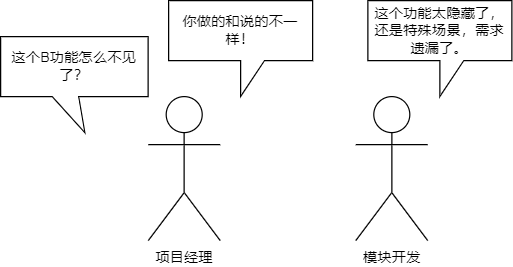 这个B功能怎么不见
了？
你做的和说的不一
样！
这个功能太隐藏了，
还是特殊场景，需求
遗漏了。
项目经理
模块开发